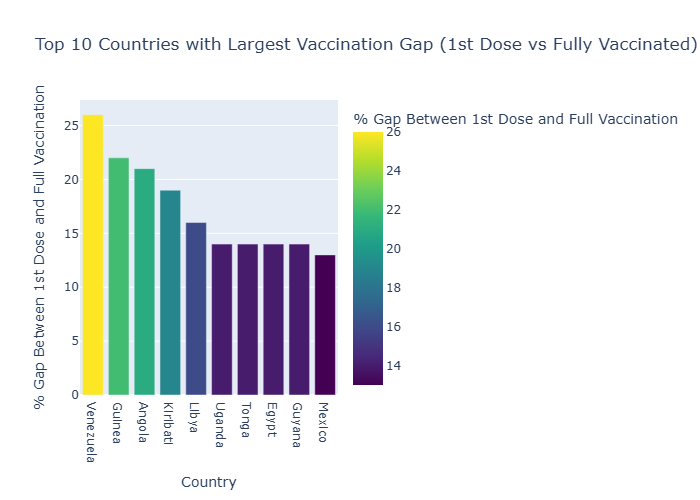 Top 10 Countries with Largest Vaccination Gap (1st Dose vs Fully Vaccinated)
% Gap Between 1st Dose and Full Vaccination
25
20
15
10
5
0
Venezuela
Guinea
Angola
Kiribati
Libya
Uganda
Tonga
Egypt
Guyana
Mexico
Country
% Gap Between 1st Dose and Full Vaccination
26
24
22
20
18
16
14